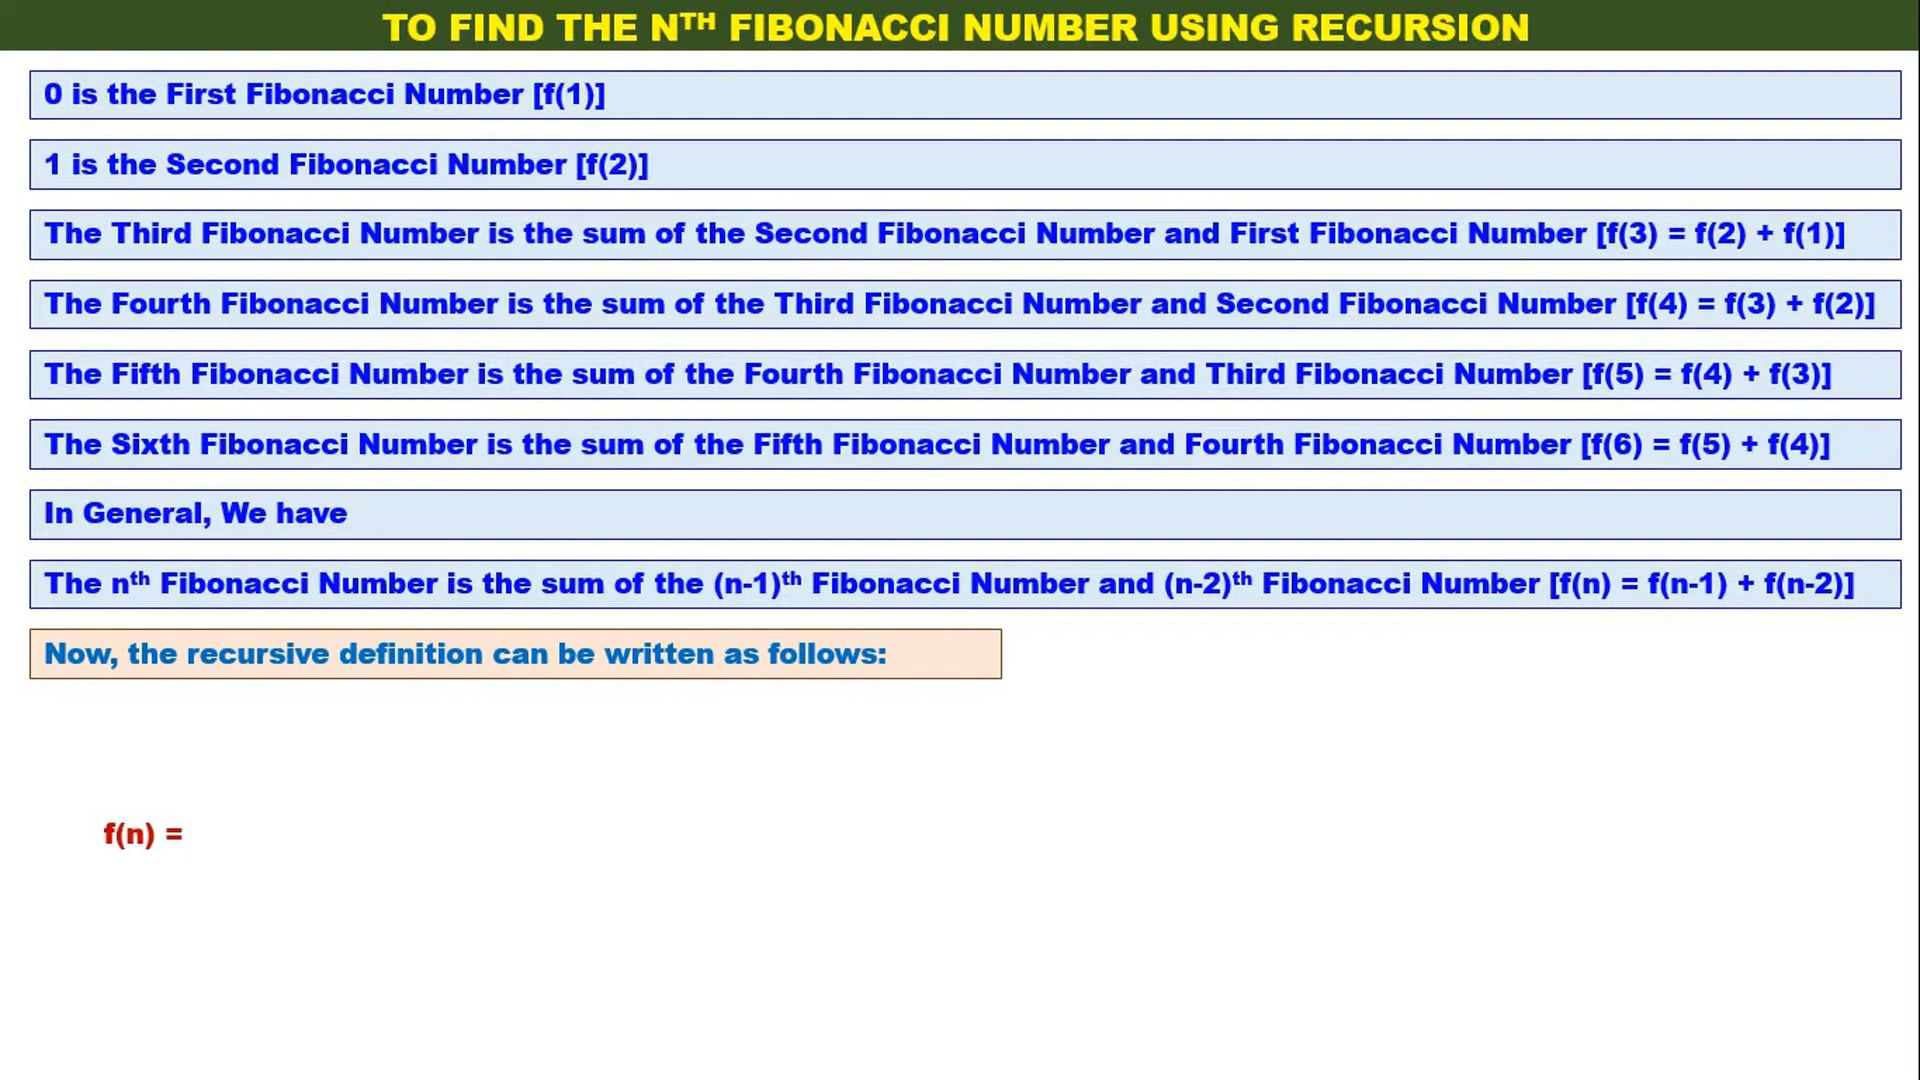 TO FIND THE Nᵀᴴ FIBONACCI NUMBER USING RECURSION
0 is the First Fibonacci Number [f(1)]
1 is the Second Fibonacci Number [f(2)]
The Third Fibonacci Number is the sum of the Second Fibonacci Number and First Fibonacci Number [f(3) = f(2) + f(1)]
The Fourth Fibonacci Number is the sum of the Third Fibonacci Number and Second Fibonacci Number [f(4) = f(3) + f(2)]
The Fifth Fibonacci Number is the sum of the Fourth Fibonacci Number and Third Fibonacci Number [f(5) = f(4) + f(3)]
The Sixth Fibonacci Number is the sum of the Fifth Fibonacci Number and Fourth Fibonacci Number [f(6) = f(5) + f(4)]
In General, We have
The nᵗʰ Fibonacci Number is the sum of the (n-1)ᵗʰ Fibonacci Number and (n-2)ᵗʰ Fibonacci Number [f(n) = f(n-1) + f(n-2)]
Now, the recursive definition can be written as follows:
f(n) =